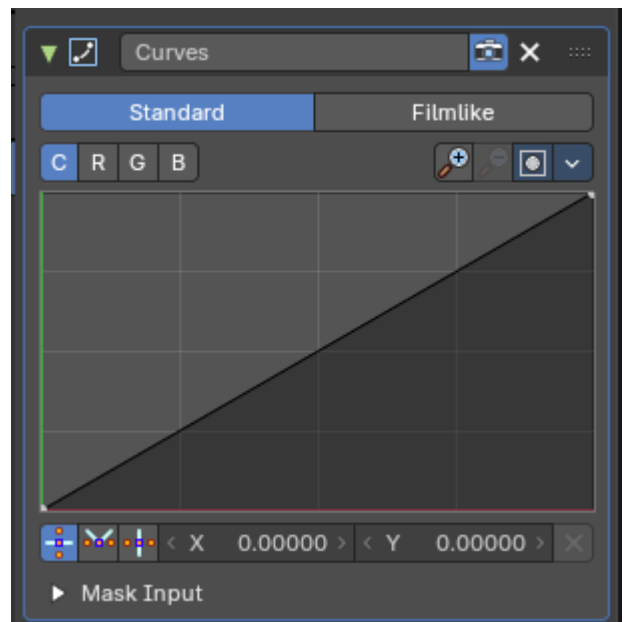 Curves
Standard Filmlike
C R G B
X 0.00000 Y 0.00000
Mask Input